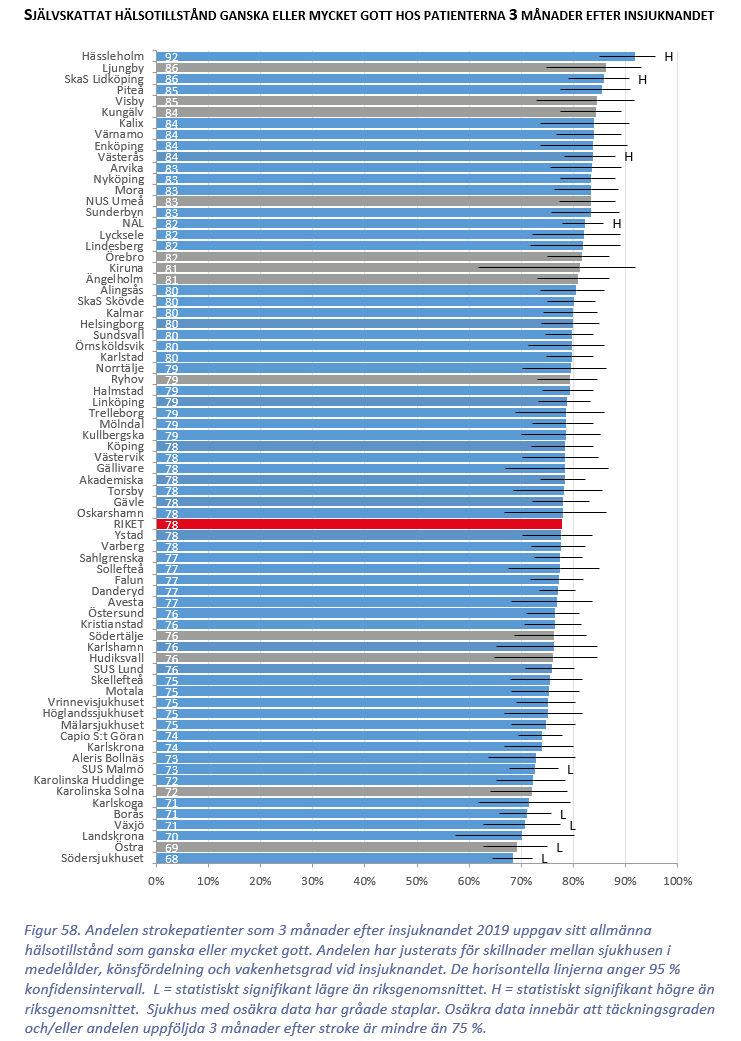 SJÄLVSKATTAT HÄLSOTILLSTÅND GANSKA ELLER MYCKET GOTT HOS PATIENTERNA 3 MÅNADER EFTER INSJUKNANDET
Hässleholm 92 H
Ljungby 86
SkaS Lidköping 86 H
Piteå 85
Visby 85
Kungälv 84
Kalix 84
Värnamo 84
Enköping 84
Västerås 84 H
Arvika 83
Nyköping 83
Mora 83
NUS Umeå 83
Sunderbyn 83
NÄL 82 H
Lycksele 82
Lindesberg 82
Örebro 82
Kiruna 81
Ängelholm 81
Alingsås 80
SkaS Skövde 80
Kalmar 80
Helsingborg 80
Sundsvall 80
Örnsköldsvik 80
Karlstad 80
Norrtälje 79
Ryhov 79
Halmstad 79
Linköping 79
Trelleborg 79
Mölndal 79
Kullbergska 79
Köping 78
Västervik 78
Gällivare 78
Akademiska 78
Torsby 78
Gävle 78
Oskarshamn 78
RIKET 78
Ystad 78
Varberg 78
Sahlgrenska 77
Sollefteå 77
Falun 77
Danderyd 77
Avesta 77
Östersund 76
Kristianstad 76
Södertälje 76
Karlshamn 76
Hudiksvall 76
SUS Lund 76
Skellefteå 75
Motala 75
Vrinnevisjukhuset 75
Höglandssjukhuset 75
Mälarsjukhuset 75
Capio S:t Göran 74
Karlskrona 74
Aleris Bollnäs 73
SUS Malmö 73 L
Karolinska Huddinge 72
Karolinska Solna 72
Karlskoga 71
Borås 71 L
Växjö 71 L
Landskrona 70
Östra 69 L
Södersjukhuset 68 L
0% 10% 20% 30% 40% 50% 60% 70% 80% 90% 100%
Figur 58. Andelen strokepatienter som 3 månader efter insjuknandet 2019 uppgav sitt allmänna
hälsotillstånd som ganska eller mycket gott. Andelen har justerats för skillnader mellan sjukhusen i
medelålder, könsfördelning och vakenhetsgrad vid insjuknandet. De horisontella linjerna anger 95 %
konfidensintervall. L = statistiskt signifikant lägre än riksgenomsnittet. H = statistiskt signifikant högre än
riksgenomsnittet. Sjukhus med osäkra data har gråade staplar. Osäkra data innebär att täckningsgraden
och/eller andelen uppföljda 3 månader efter stroke är mindre än 75 %.